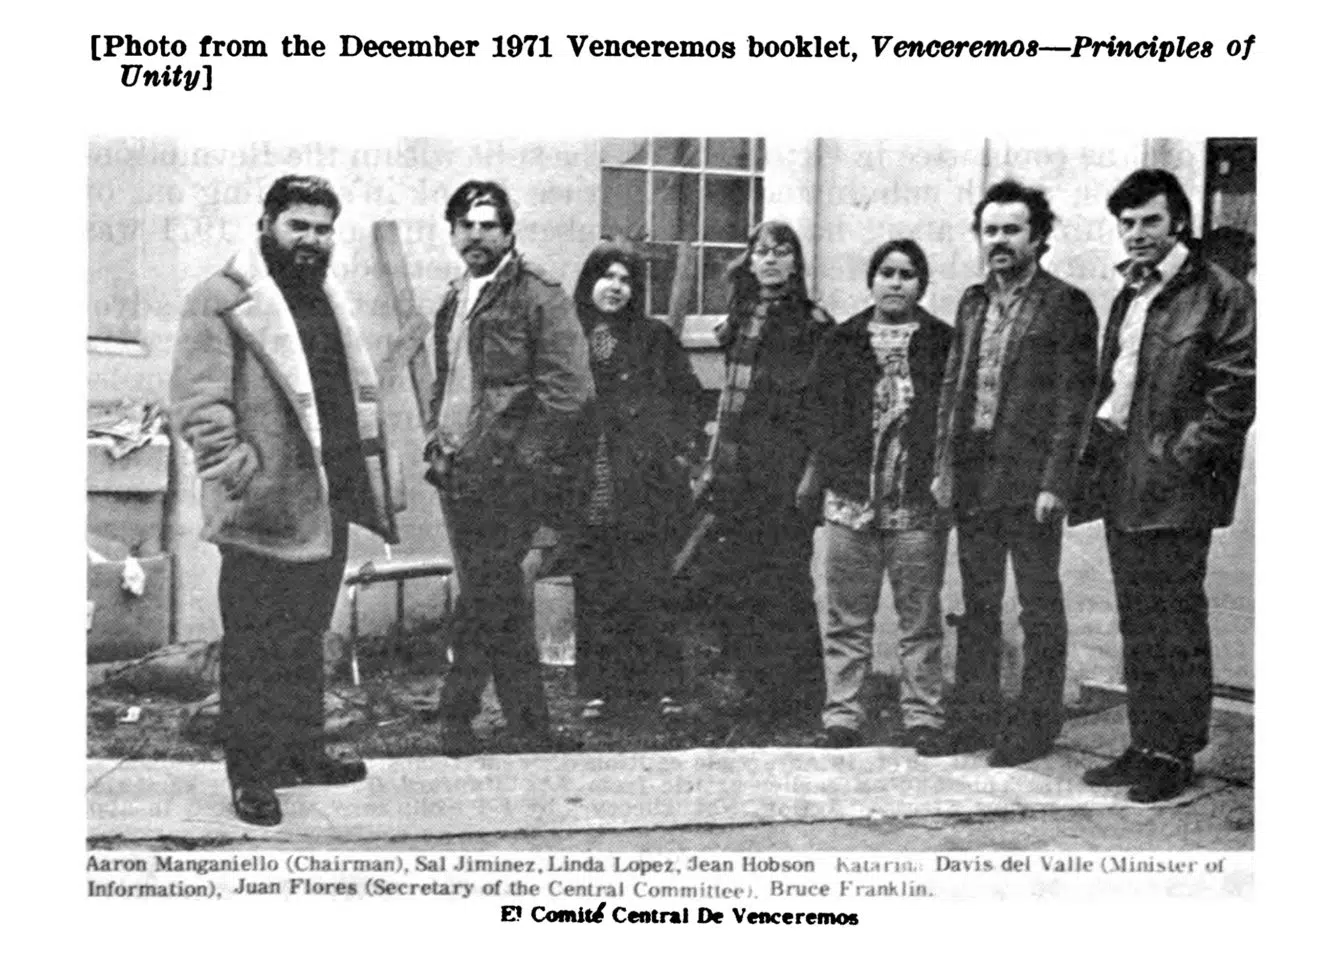 [Photo from the December 1971 Venceremos booklet, Venceremos—Principles of
Unity]
Aaron Manganiello (Chairman), Sal Jiminez, Linda Lopez, Jean Hobson Katarina Davis del Valle (Minister of
Information), Juan Flores (Secretary of the Central Committee). Bruce Franklin.
El Comité Central De Venceremos